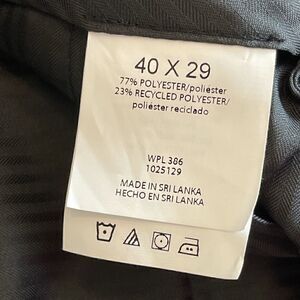 40 X 29
77% POLYESTER/poliéster
23% RECYCLED POLYESTER/
poliéster reciclado
WPL 386
1025129
MADE IN SRI LANKA
HECHO EN SRI LANKA